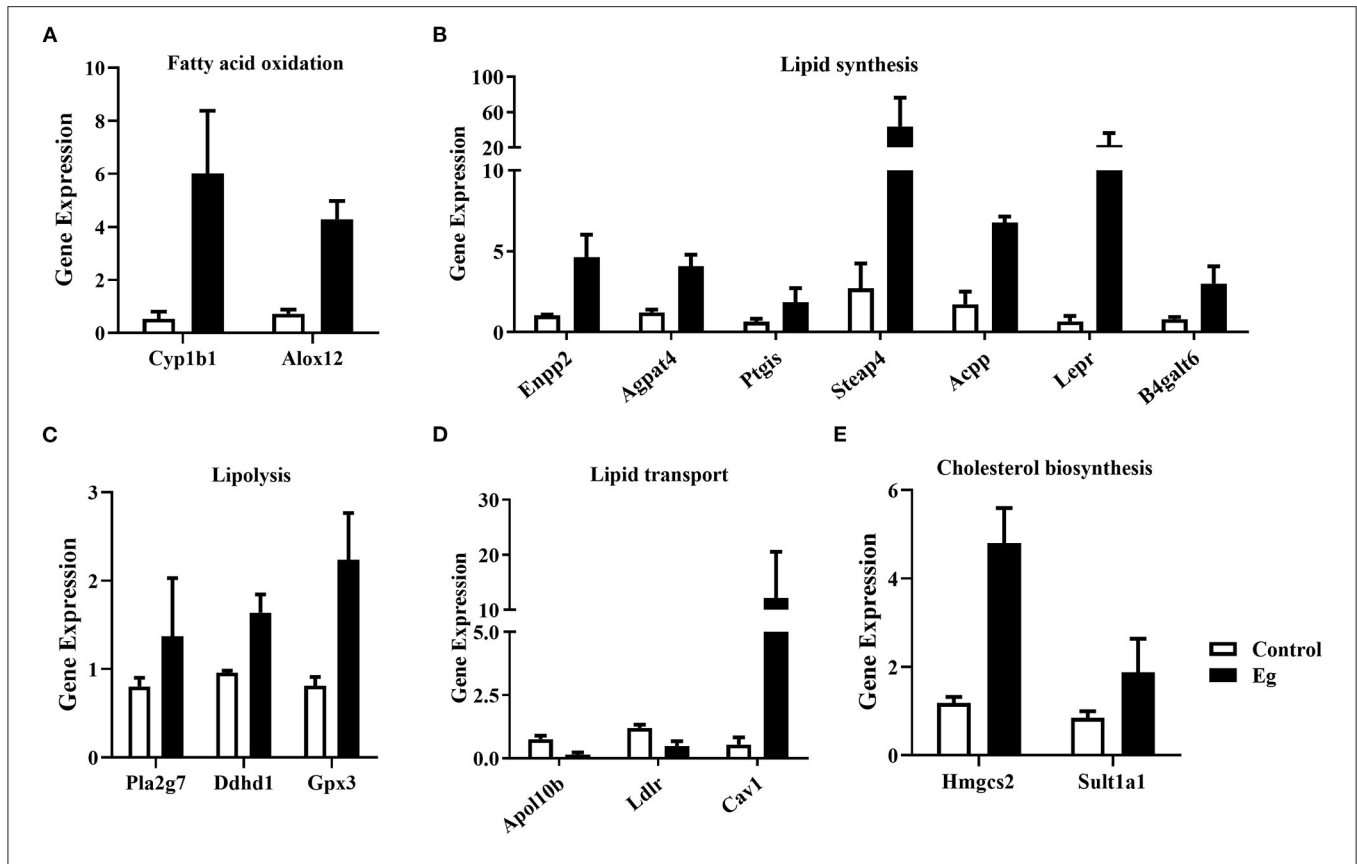 A
Fatty acid oxidation
10
8
6
4
2
0
Gene Expression
Cyp1b1 Alox12
B
Lipid synthesis
100
60
20
10
5
0
Gene Expression
Enpp2 Agpat4 Ptgis Steap4 Acpp Lepr B4galt6
C
Lipolysis
3
2
1
0
Gene Expression
Pla2g7 Ddhd1 Gpx3
D
Lipid transport
30
20
10
5.0
2.5
0.0
Gene Expression
Apol10b Ldlr Cav1
E
Cholesterol biosynthesis
6
4
2
0
Gene Expression
Hmgcs2 Sult1a1
Control
Eg